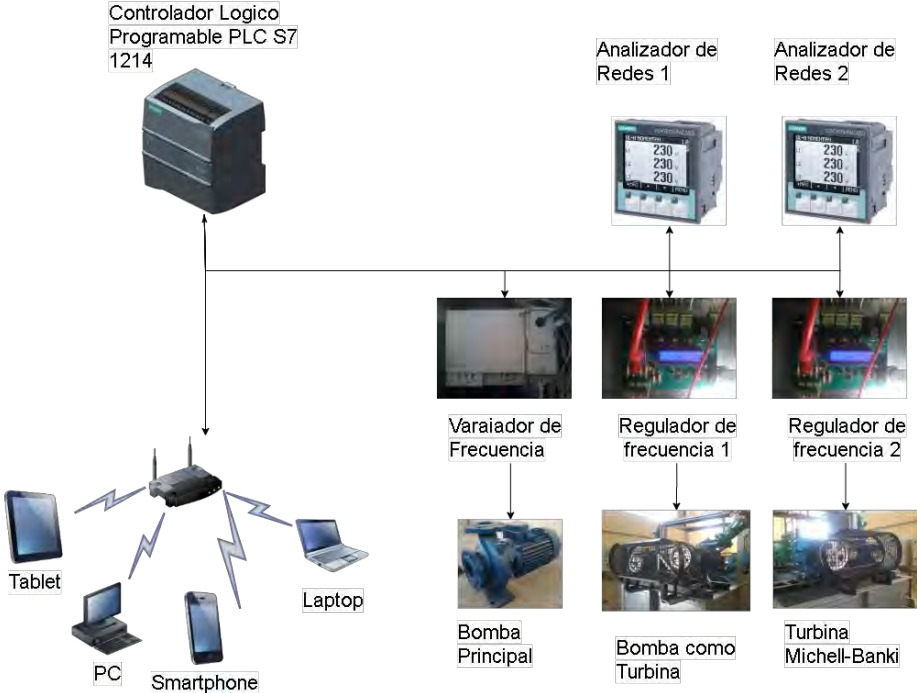 Controlador Logico
Programable PLC S7
1214
Analizador de
Redes 1
Analizador de
Redes 2
SIEMENS
SIEMENS
230
230
230
230
230
230
Varaiador de
Frecuencia
Regulador de
frecuencia 1
Regulador de
frecuencia 2
Tablet
PC
Smartphone
Laptop
Bomba
Principal
Bomba como
Turbina
Turbina
Michell-Banki